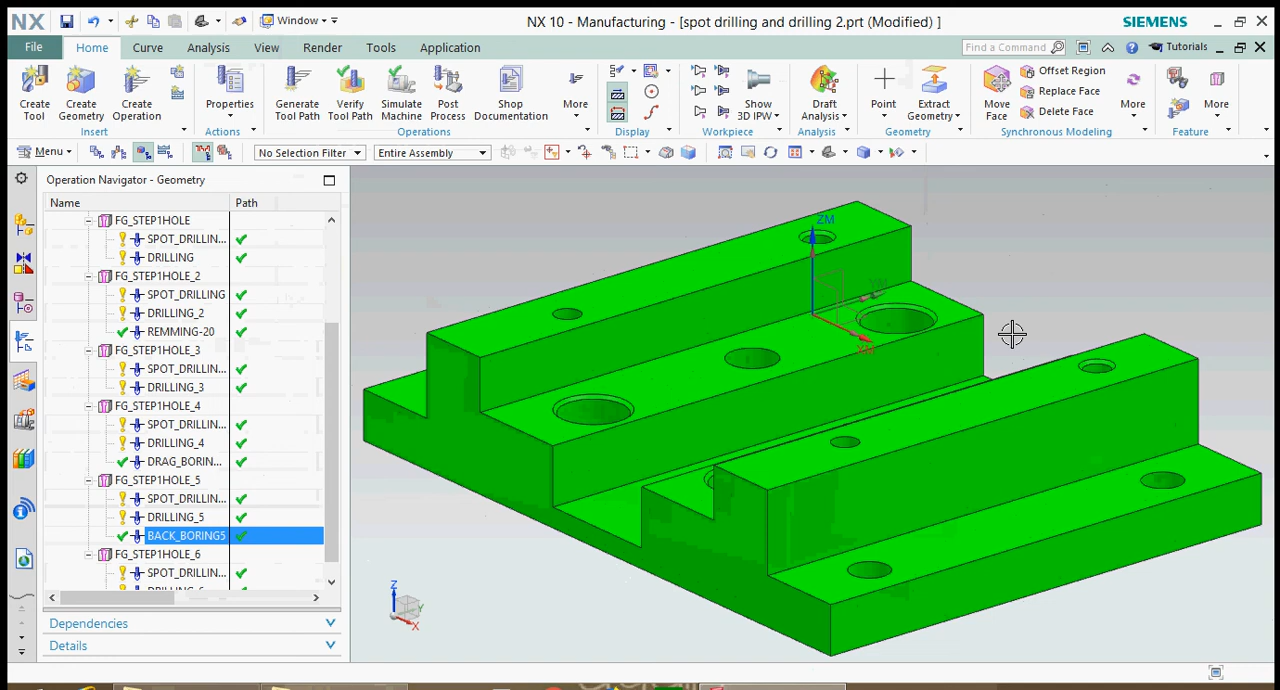 NX Window NX 10 - Manufacturing - [spot drilling and drilling 2.prt (Modified) ] SIEMENS
File Home Curve Analysis View Render Tools Application Find a Command Tutorials
Create Tool Create Geometry Create Operation Properties Generate Tool Path Verify Tool Path Simulate Machine Post Process Shop Documentation More Show 3D IPW Draft Analysis Point Extract Geometry Move Face Offset Region Replace Face Delete Face More More
Insert Actions Operations Display Workpiece Analysis Geometry Synchronous Modeling Feature
Menu No Selection Filter Entire Assembly
Operation Navigator - Geometry
Name Path
FG_STEP1HOLE
SPOT_DRILLIN...
DRILLING
FG_STEP1HOLE_2
SPOT_DRILLING
DRILLING_2
REMMING-20
FG_STEP1HOLE_3
SPOT_DRILLIN...
DRILLING_3
FG_STEP1HOLE_4
SPOT_DRILLIN...
DRILLING_4
DRAG_BORIN...
FG_STEP1HOLE_5
SPOT_DRILLIN...
DRILLING_5
BACK_BORING5
FG_STEP1HOLE_6
SPOT_DRILLIN...
Dependencies
Details
ZM
YM
XM
Z
Y
X